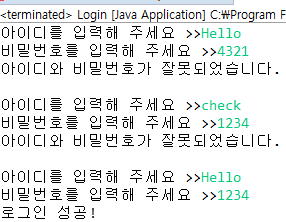 <terminated> Login [Java Application] C:\Program F
아이디를 입력해 주세요 >>Hello
비밀번호를 입력해 주세요 >>4321
아이디와 비밀번호가 잘못되었습니다.
아이디를 입력해 주세요 >>check
비밀번호를 입력해 주세요 >>1234
아이디와 비밀번호가 잘못되었습니다.
아이디를 입력해 주세요 >>Hello
비밀번호를 입력해 주세요 >>1234
로그인 성공!